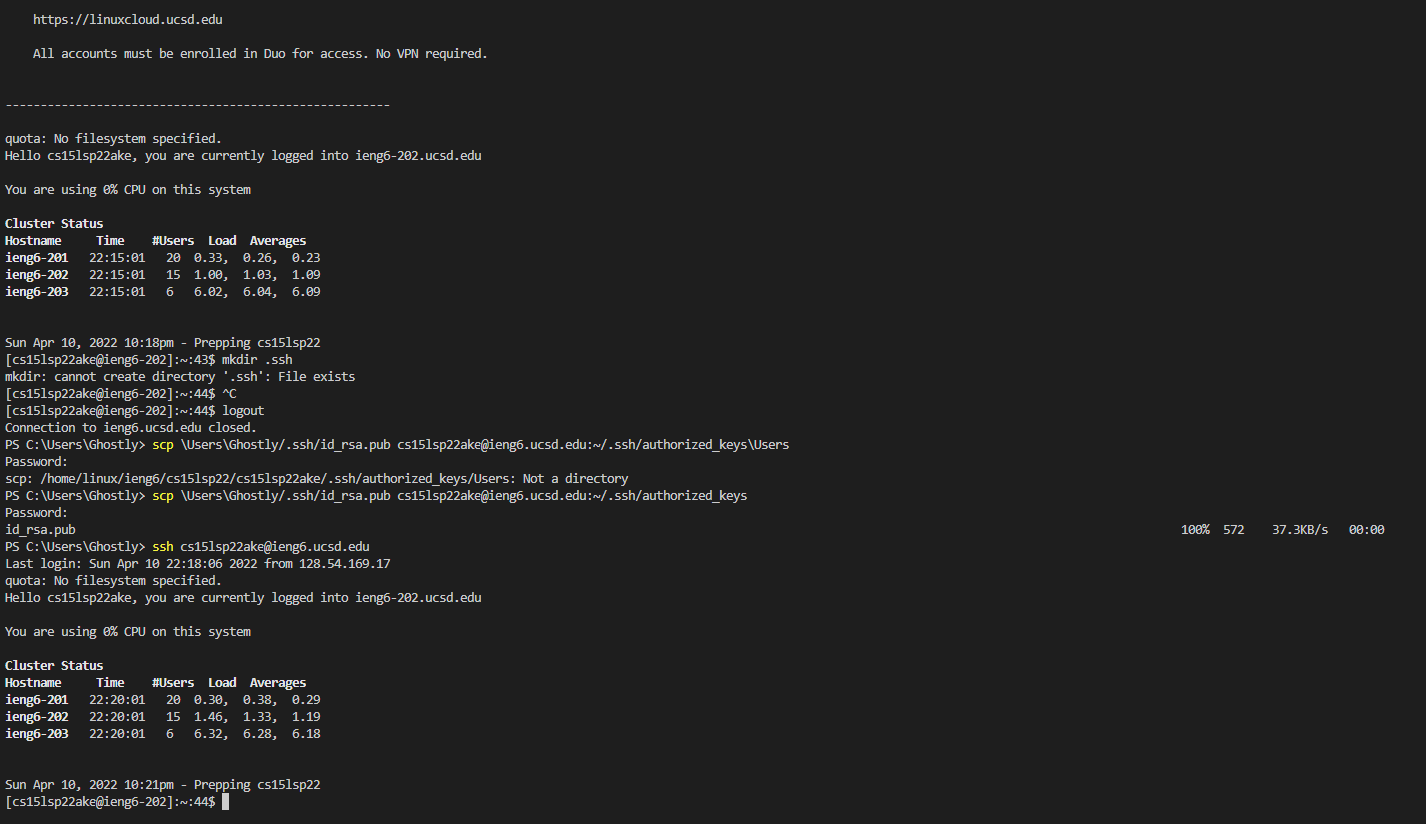 https://linuxcloud.ucsd.edu
All accounts must be enrolled in Duo for access. No VPN required.
-------------------------------------------------------
quota: No filesystem specified.
Hello cs15lsp22ake, you are currently logged into ieng6-202.ucsd.edu
You are using 0% CPU on this system
Cluster Status
Hostname     Time    #Users  Load  Averages
ieng6-201   22:15:01   20  0.33,  0.26,  0.23
ieng6-202   22:15:01   15  1.00,  1.03,  1.09
ieng6-203   22:15:01   6   6.02,  6.04,  6.09
Sun Apr 10, 2022 10:18pm - Prepping cs15lsp22
[cs15lsp22ake@ieng6-202]:~:43$ mkdir .ssh
mkdir: cannot create directory '.ssh': File exists
[cs15lsp22ake@ieng6-202]:~:44$ ^C
[cs15lsp22ake@ieng6-202]:~:44$ logout
Connection to ieng6.ucsd.edu closed.
PS C:\Users\Ghostly> scp \Users\Ghostly/.ssh/id_rsa.pub cs15lsp22ake@ieng6.ucsd.edu:~/.ssh/authorized_keys\Users
Password:
scp: /home/linux/ieng6/cs15lsp22/cs15lsp22ake/.ssh/authorized_keys/Users: Not a directory
PS C:\Users\Ghostly> scp \Users\Ghostly/.ssh/id_rsa.pub cs15lsp22ake@ieng6.ucsd.edu:~/.ssh/authorized_keys
Password:
id_rsa.pub 100%  572    37.3KB/s   00:00
PS C:\Users\Ghostly> ssh cs15lsp22ake@ieng6.ucsd.edu
Last login: Sun Apr 10 22:18:06 2022 from 128.54.169.17
quota: No filesystem specified.
Hello cs15lsp22ake, you are currently logged into ieng6-202.ucsd.edu
You are using 0% CPU on this system
Cluster Status
Hostname     Time    #Users  Load  Averages
ieng6-201   22:20:01   20  0.30,  0.38,  0.29
ieng6-202   22:20:01   15  1.46,  1.33,  1.19
ieng6-203   22:20:01   6   6.32,  6.28,  6.18
Sun Apr 10, 2022 10:21pm - Prepping cs15lsp22
[cs15lsp22ake@ieng6-202]:~:44$